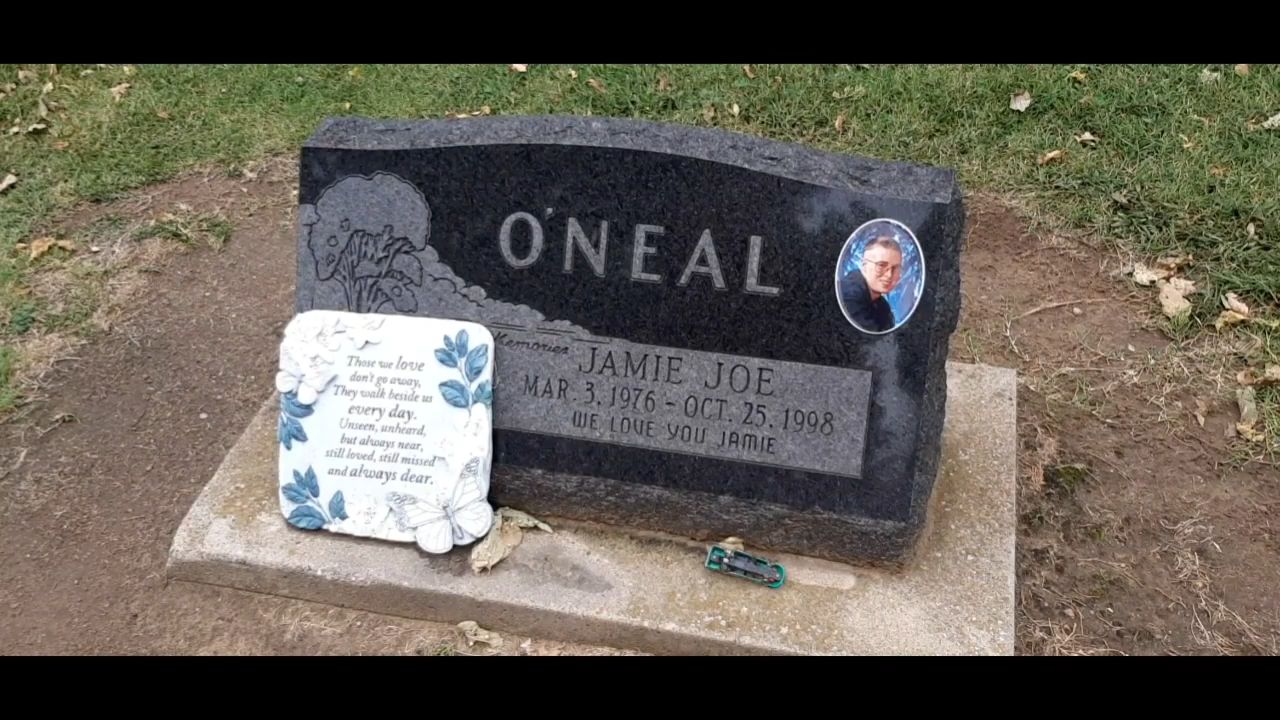 O'NEAL
Memories
JAMIE JOE
MAR. 3, 1976 - OCT. 25, 1998
WE LOVE YOU JAMIE
Those we love
don't go away,
They walk beside us
every day.
Unseen, unheard,
but always near,
still loved, still missed
and always dear.